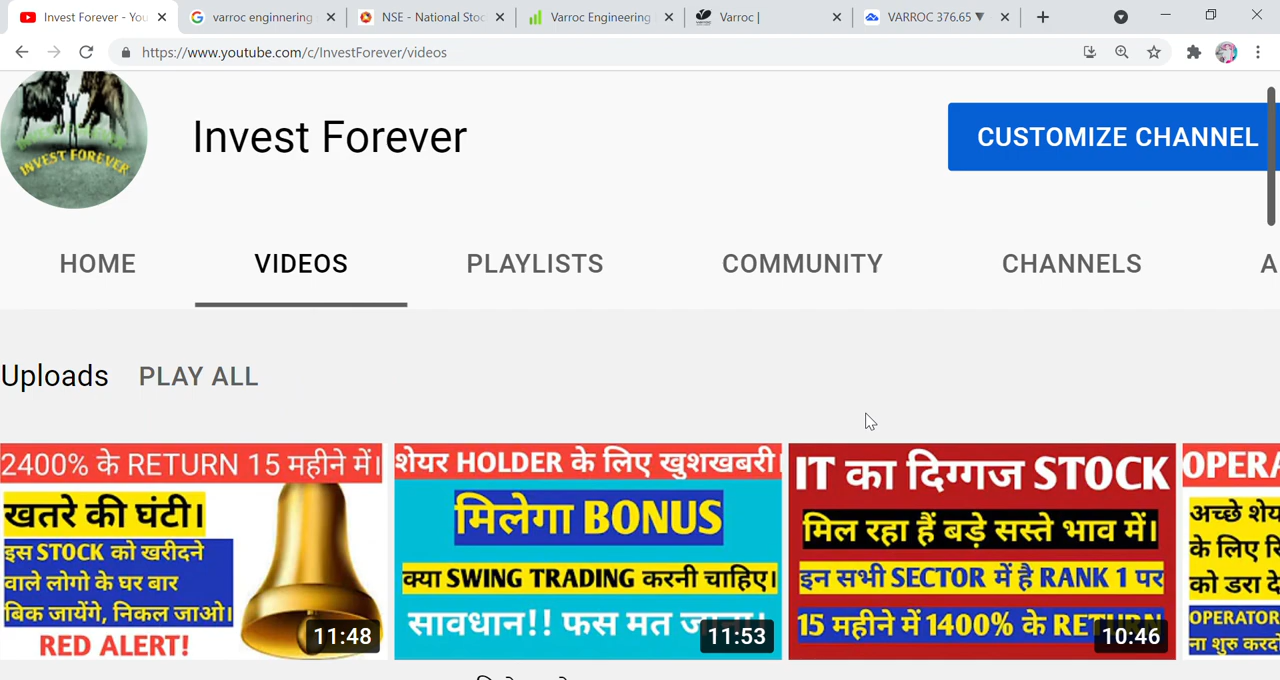 Invest Forever - You
varroc enginnering
NSE - National Stoc
Varroc Engineering
Varroc |
VARROC 376.65 ▼
https://www.youtube.com/c/InvestForever/videos
INVEST FOREVER
Invest Forever
CUSTOMIZE CHANNEL
HOME
VIDEOS
PLAYLISTS
COMMUNITY
CHANNELS
A
Uploads
PLAY ALL
2400% के RETURN 15 महीने में।
खतरे की घंटी।
इस STOCK को खरीदने
वाले लोगो के घर बार
बिक जायेंगे, निकल जाओ।
RED ALERT!
11:48
शेयर HOLDER के लिए खुशखबरी।
मिलेगा BONUS
क्या SWING TRADING करनी चाहिए।
सावधान!! फस मत
11:53
IT का दिग्गज STOCK
मिल रहा हैं बड़े सस्ते भाव में।
इन सभी SECTOR में है RANK 1 पर
15 महीने में 1400% के RETURN
10:46
OPERA
अच्छे शेय
के लिए
को डरा दे
OPERATOR
ना शुरू करदो